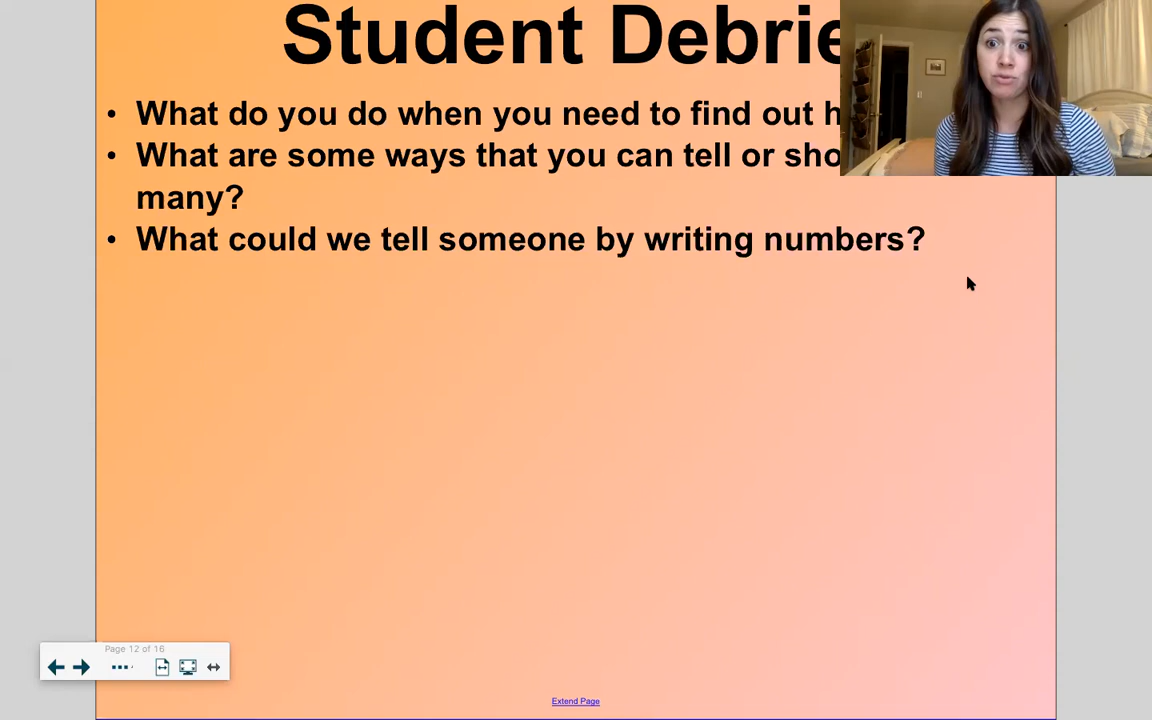 Student Debrie
• What do you do when you need to find out h
• What are some ways that you can tell or sho
many?
• What could we tell someone by writing numbers?
Page 12 of 16
Extend Page